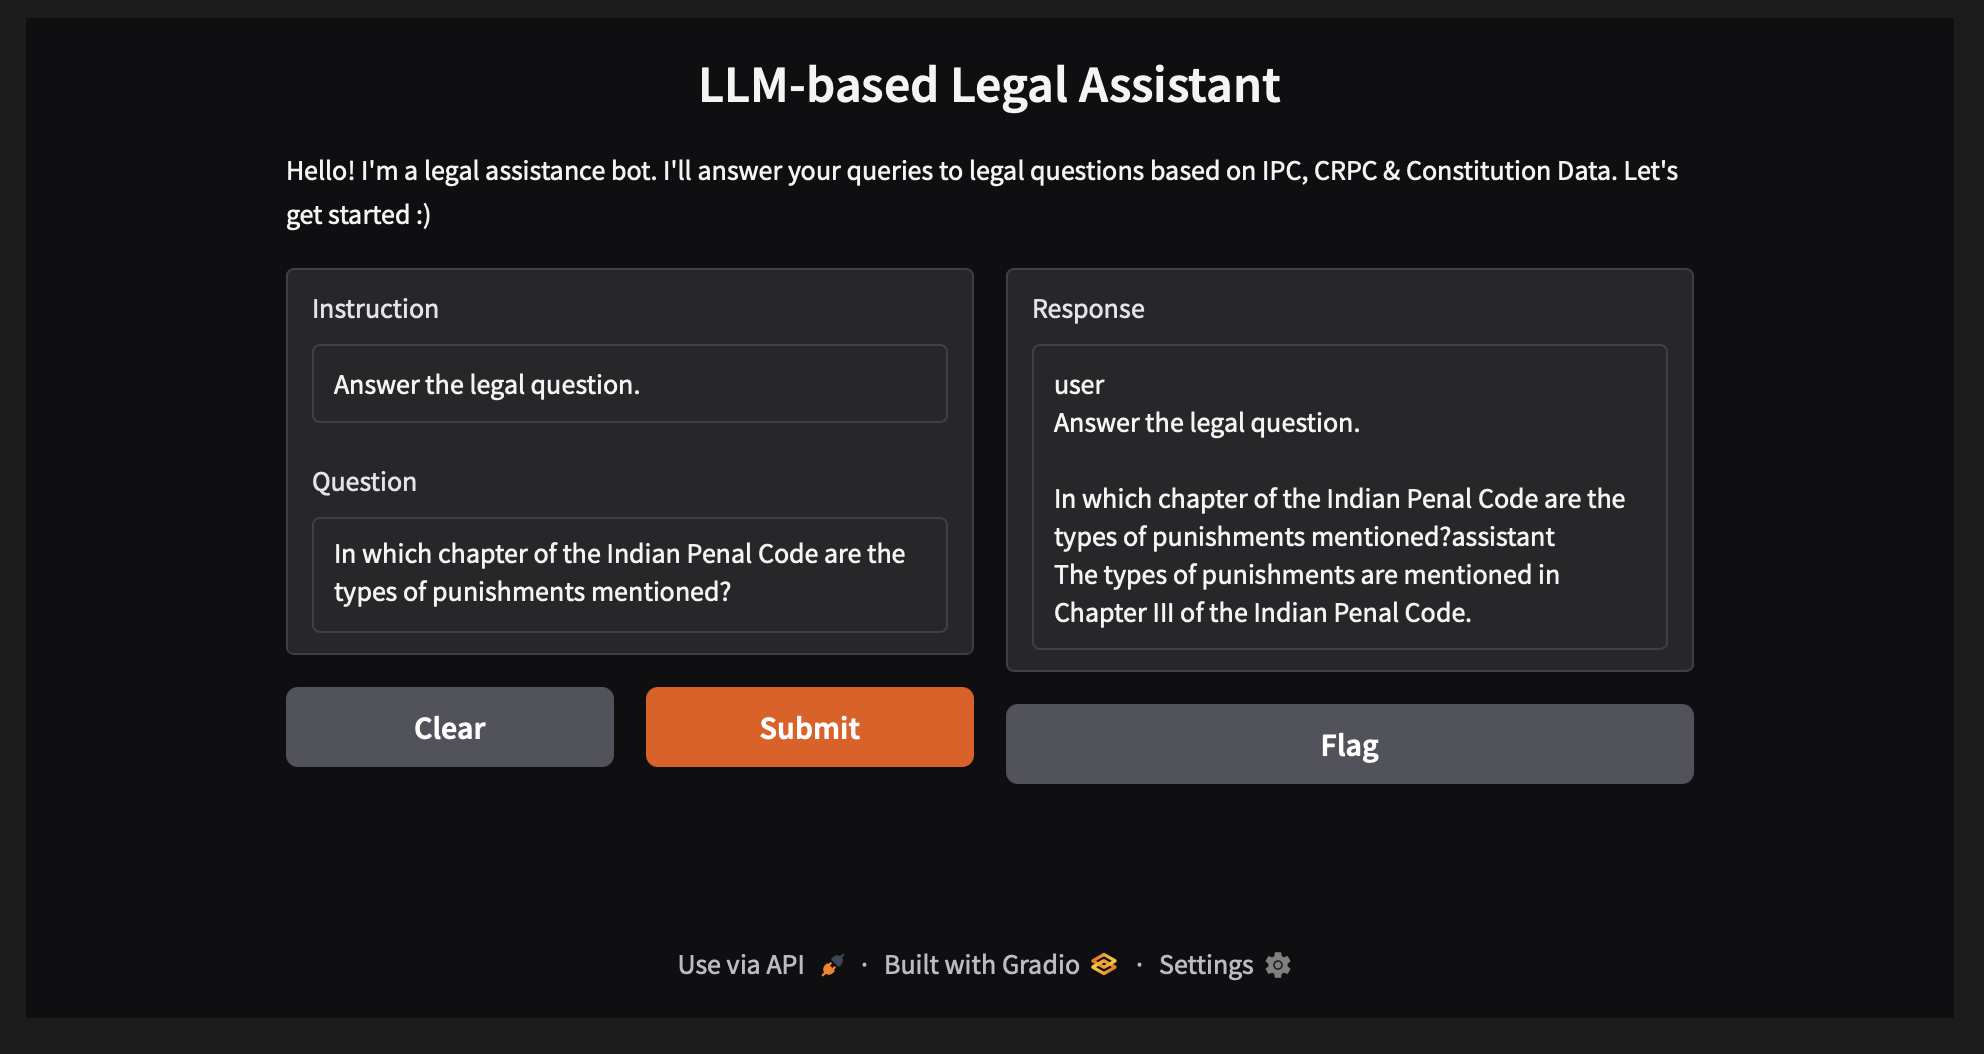 LLM-based Legal Assistant
Hello! I'm a legal assistance bot. I'll answer your queries to legal questions based on IPC, CRPC & Constitution Data. Let's
get started :)
Instruction
Answer the legal question.
Question
In which chapter of the Indian Penal Code are the
types of punishments mentioned?
Clear
Submit
Response
user
Answer the legal question.
In which chapter of the Indian Penal Code are the
types of punishments mentioned?assistant
The types of punishments are mentioned in
Chapter III of the Indian Penal Code.
Flag
Use via API · Built with Gradio · Settings